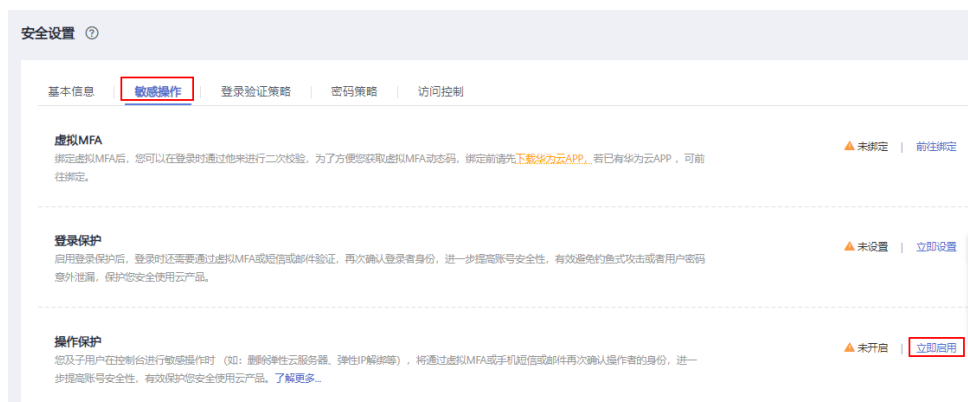 安全设置 ?
基本信息 敏感操作 登录验证策略 密码策略 访问控制
虚拟MFA
绑定虚拟MFA后，您可以在登录时通过他来进行二次校验，为了方便您获取虚拟MFA动态码，绑定前请先下载华为云APP，若已有华为云APP，可前
往绑定。
未绑定 | 前往绑定
登录保护
启用登录保护后，登录时还需要通过虚拟MFA或短信或邮件验证，再次确认登录者身份，进一步提高账号安全性，有效避免钓鱼式攻击或者用户密码
意外泄漏，保护您安全使用云产品。
未设置 | 立即设置
操作保护
您及子用户在控制台进行敏感操作时（如：删除弹性云服务器、弹性IP解绑等），将通过虚拟MFA或手机短信或邮件再次确认操作者的身份，进一
步提高账号安全性，有效保护您安全使用云产品。了解更多...
未开启 | 立即启用